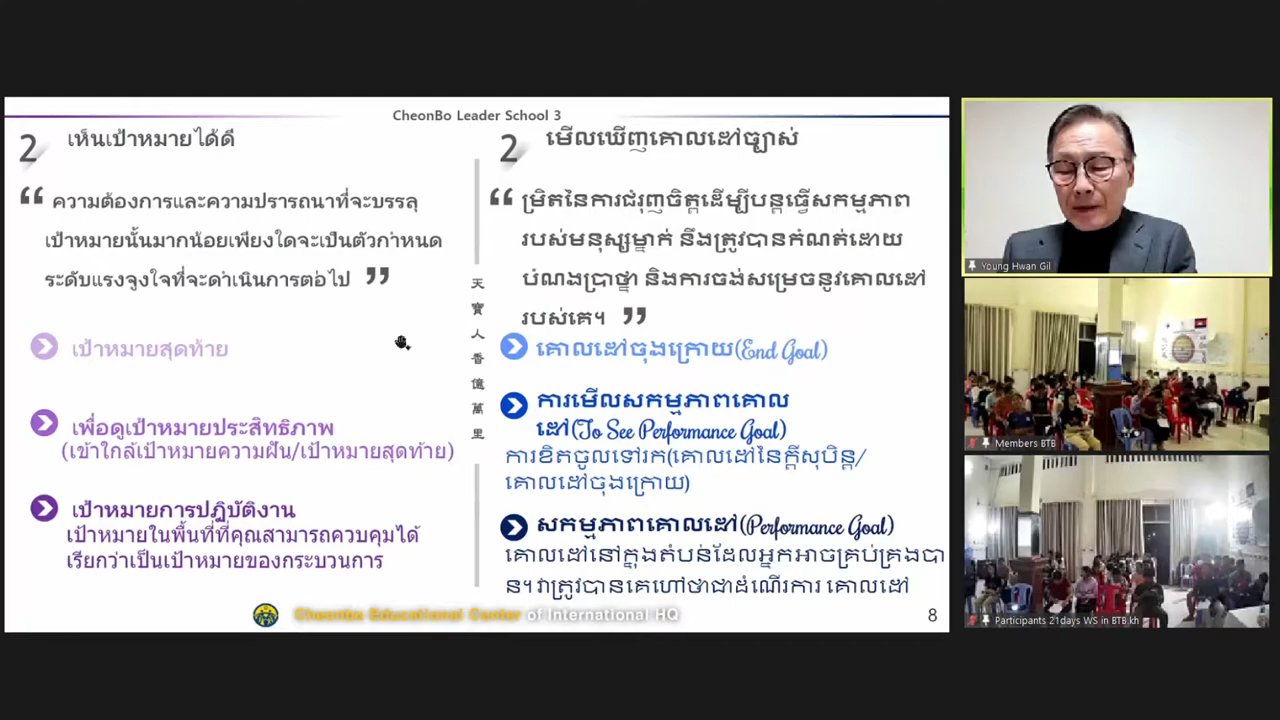 CheonBo Leader School 3
2
เห็นเป้าหมายได้ดี
“ ความต้องการและความปรารถนาที่จะบรรลุ
เป้าหมายนั้นมากน้อยเพียงใดจะเป็นตัวกำหนด
ระดับแรงจูงใจที่จะดำเนินการต่อไป ”
เป้าหมายสุดท้าย
เพื่อดูเป้าหมายประสิทธิภาพ
(เข้าใกล้เป้าหมายความฝัน/เป้าหมายสุดท้าย)
เป้าหมายการปฏิบัติงาน
เป้าหมายในพื้นที่ที่คุณสามารถควบคุมได้
เรียกว่าเป็นเป้าหมายของกระบวนการ
天
寶
人
香
億
萬
里
2
មើលឃើញគោលដៅច្បាស់
“ ម្រិតនៃការជំរុញចិត្តដើម្បីបន្តធ្វើសកម្មភាព
របស់មនុស្សម្នាក់ នឹងត្រូវបានកំណត់ដោយ
បំណងប្រាថ្នា និងការចង់សម្រេចនូវគោលដៅ
របស់គេ។ ”
គោលដៅចុងក្រោយ(End Goal)
ការមើលសកម្មភាពគោល
ដៅ(To See Performance Goal)
ការខិតចូលទៅរក(គោលដៅនៃក្តីសុបិន្ត/
គោលដៅចុងក្រោយ)
សកម្មភាពគោលដៅ(Performance Goal)
គោលដៅនៅក្នុងតំបន់ដែលអ្នកអាចគ្រប់គ្រងបា
ន។ វាត្រូវបានគេហៅថាជាដំណើរការ គោលដៅ
Cheonbo Educational Center of International HQ
8
Young Hwan Gil
Members BTB
Participants 21days WS in BTB.kh